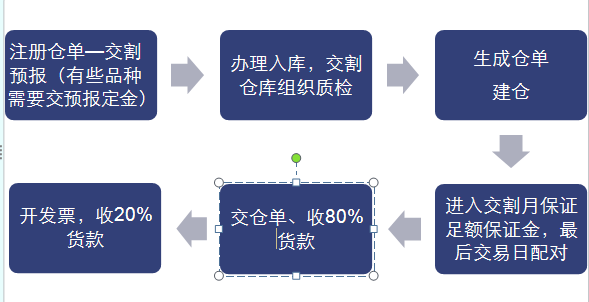 注册仓单—交割
预报（有些品种
需要交预报定金）
办理入库，交割
仓库组织质检
生成仓单
建仓
进入交割月保证
足额保证金，最
后交易日配对
交仓单、收80%
货款
开发票，收20%
货款